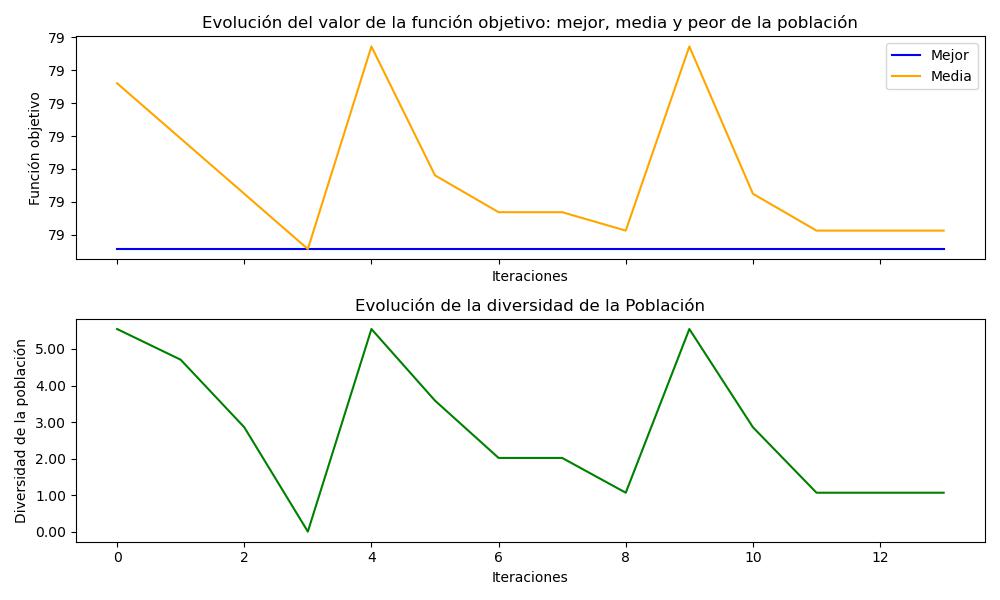 Evolución del valor de la función objetivo: mejor, media y peor de la población
79
79
79
79
79
79
79
Función objetivo
Mejor
Media
Iteraciones
Evolución de la diversidad de la Población
5.00
4.00
3.00
2.00
1.00
0.00
Diversidad de la población
0 2 4 6 8 10 12
Iteraciones